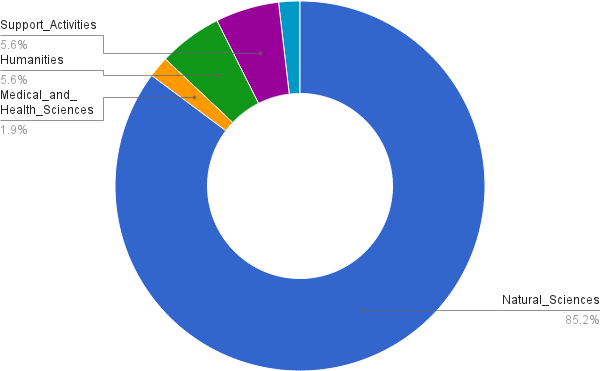 Support_Activities
5.6%
Humanities
5.6%
Medical_and_
Health_Sciences
1.9%
Natural_Sciences
85.2%